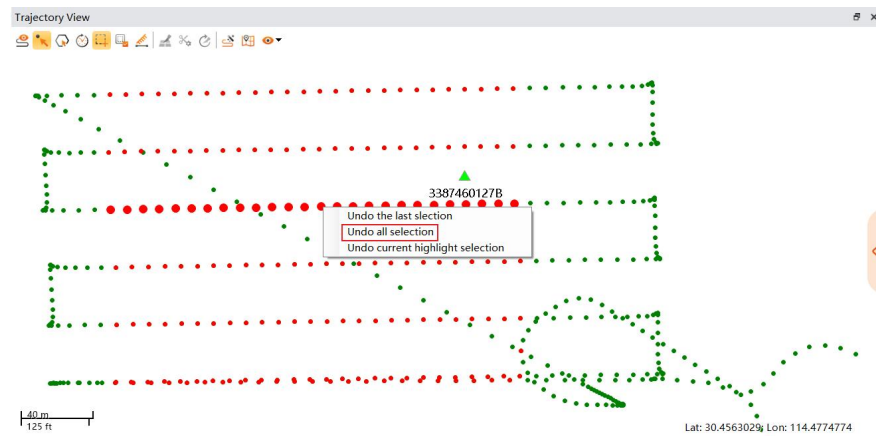 Trajectory View
3387460127B
Undo the last slection
Undo all selection
Undo current highlight selection
40 m
125 ft
Lat: 30.4563029; Lon: 114.4774774